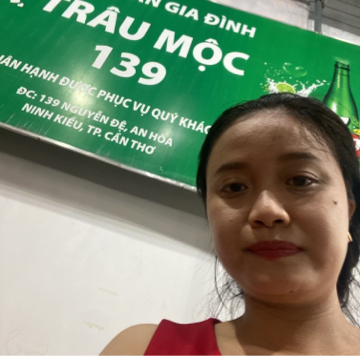 GIA ĐÌNH
TRÂU MỘC
139
HÂN HẠNH ĐƯỢC PHỤC VỤ QUÝ KHÁC
ĐC: 139 NGUYỄN ĐỆ, AN HÒA
NINH KIỀU, TP. CẦN THƠ